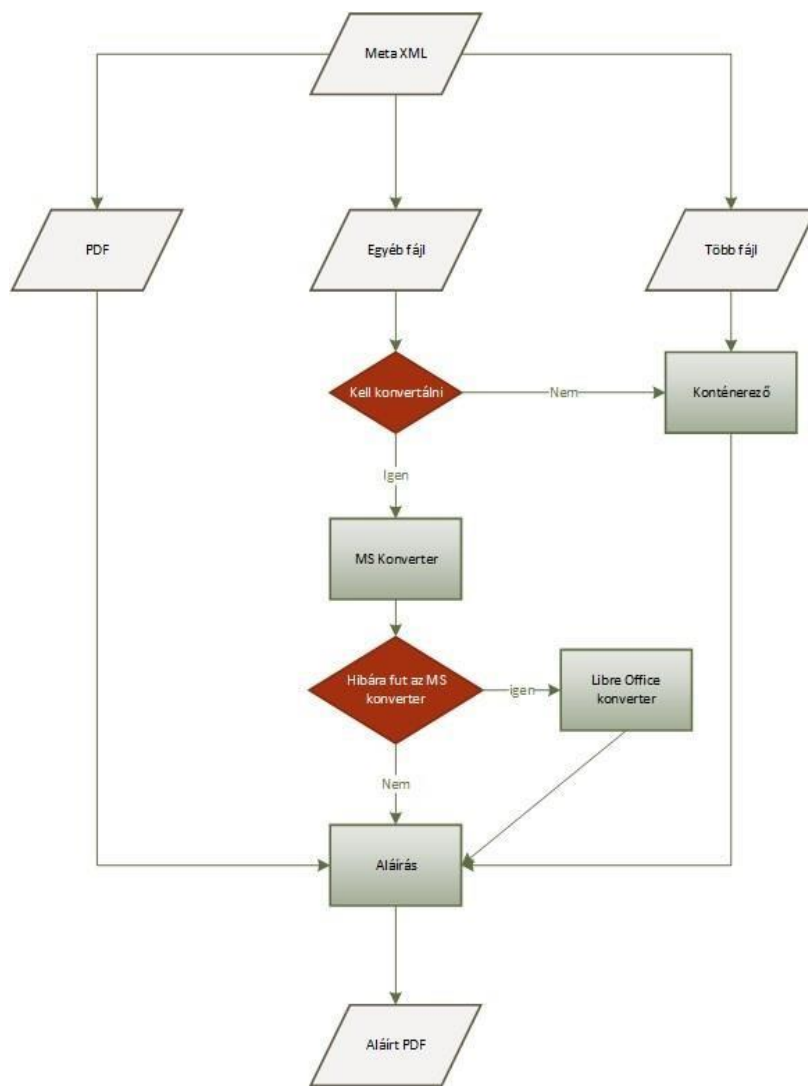 Meta XML
PDF
Egyéb fájl
Több fájl
Kell konvertálni
Nem
Konténerező
Igen
MS Konverter
Hibára fut az MS
konverter
igen
Libre Office
konverter
Nem
Aláírás
Aláírt PDF